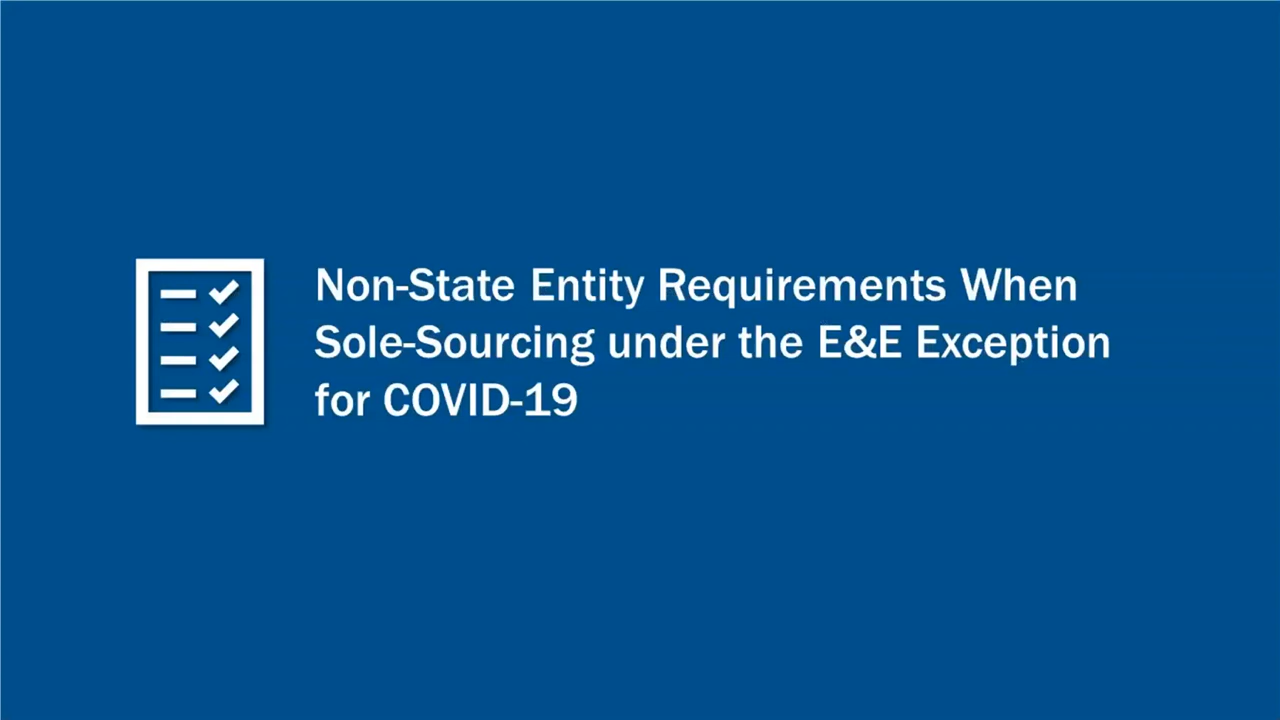 Non-State Entity Requirements When
Sole-Sourcing under the E&E Exception
for COVID-19